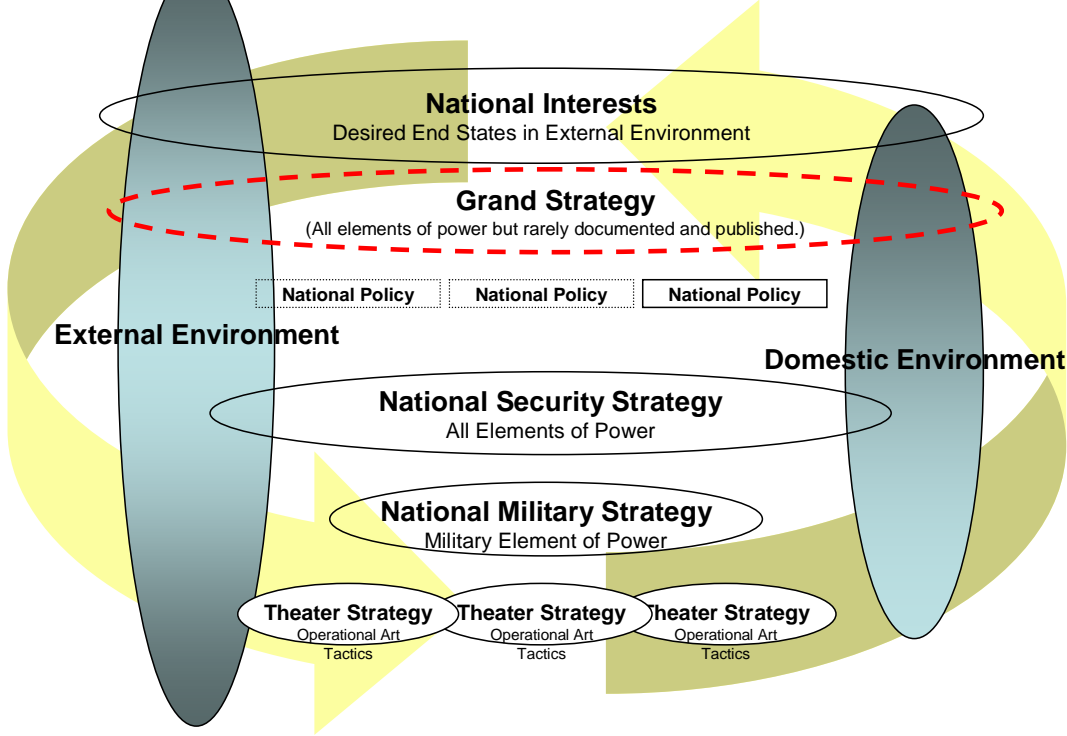 National Interests
Desired End States in External Environment
Grand Strategy
(All elements of power but rarely documented and published.)
National Policy
National Policy
National Policy
External Environment
Domestic Environment
National Security Strategy
All Elements of Power
National Military Strategy
Military Element of Power
Theater Strategy
Operational Art
Tactics
Theater Strategy
Operational Art
Tactics
Theater Strategy
Operational Art
Tactics